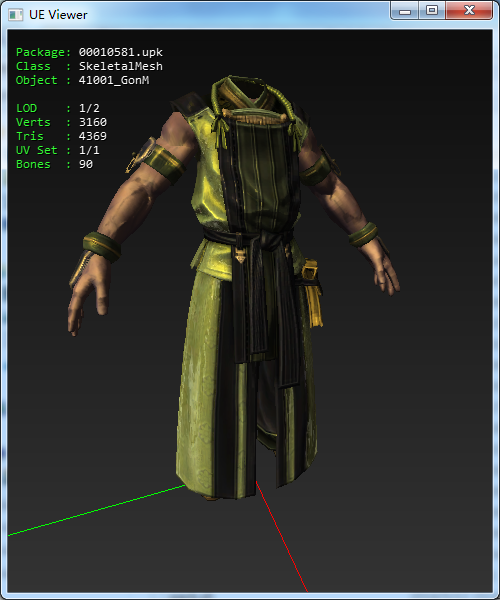 UE Viewer
Package: 00010581.upk
Class : SkeletalMesh
Object : 41001_GonM
LOD : 1/2
Verts : 3160
Tris : 4369
UV Set : 1/1
Bones : 90